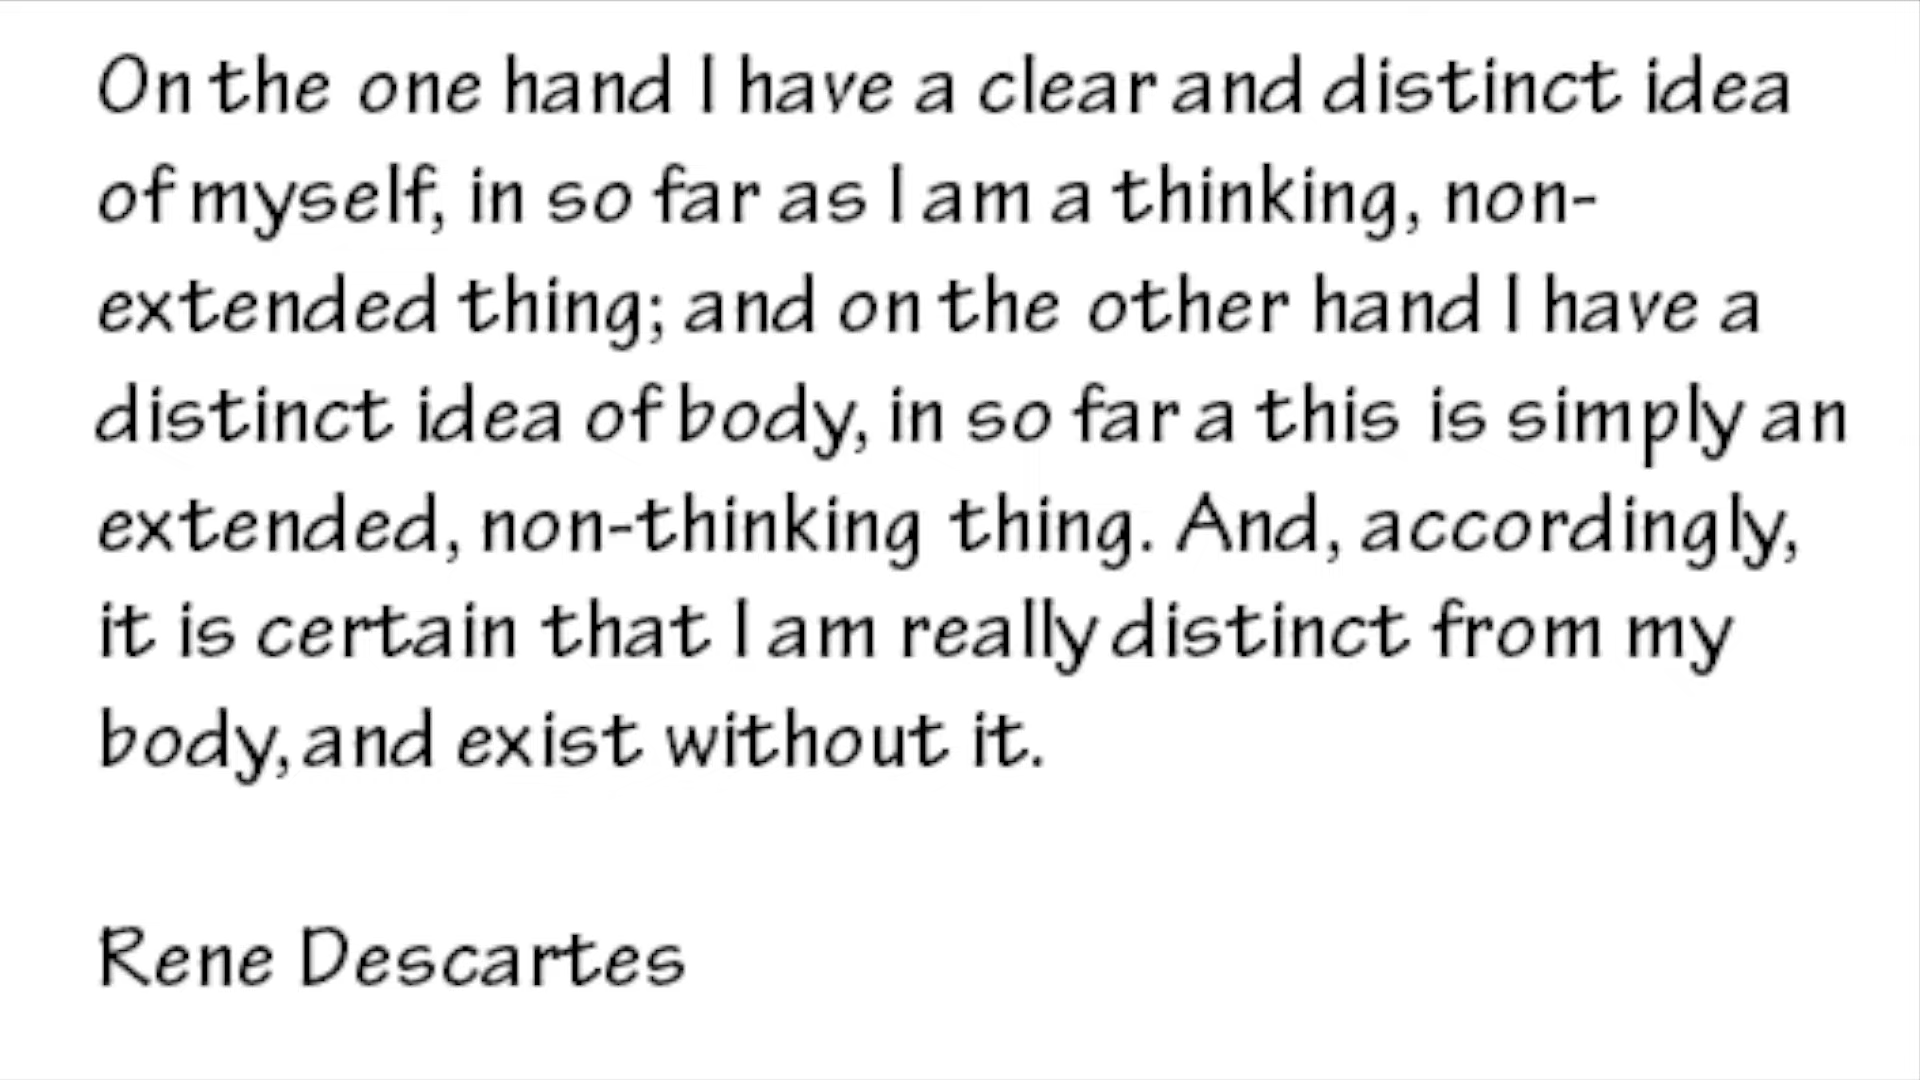 On the one hand I have a clear and distinct idea
of myself, in so far as I am a thinking, non-
extended thing; and on the other hand I have a
distinct idea of body, in so far a this is simply an
extended, non-thinking thing. And, accordingly,
it is certain that I am really distinct from my
body, and exist without it.
Rene Descartes